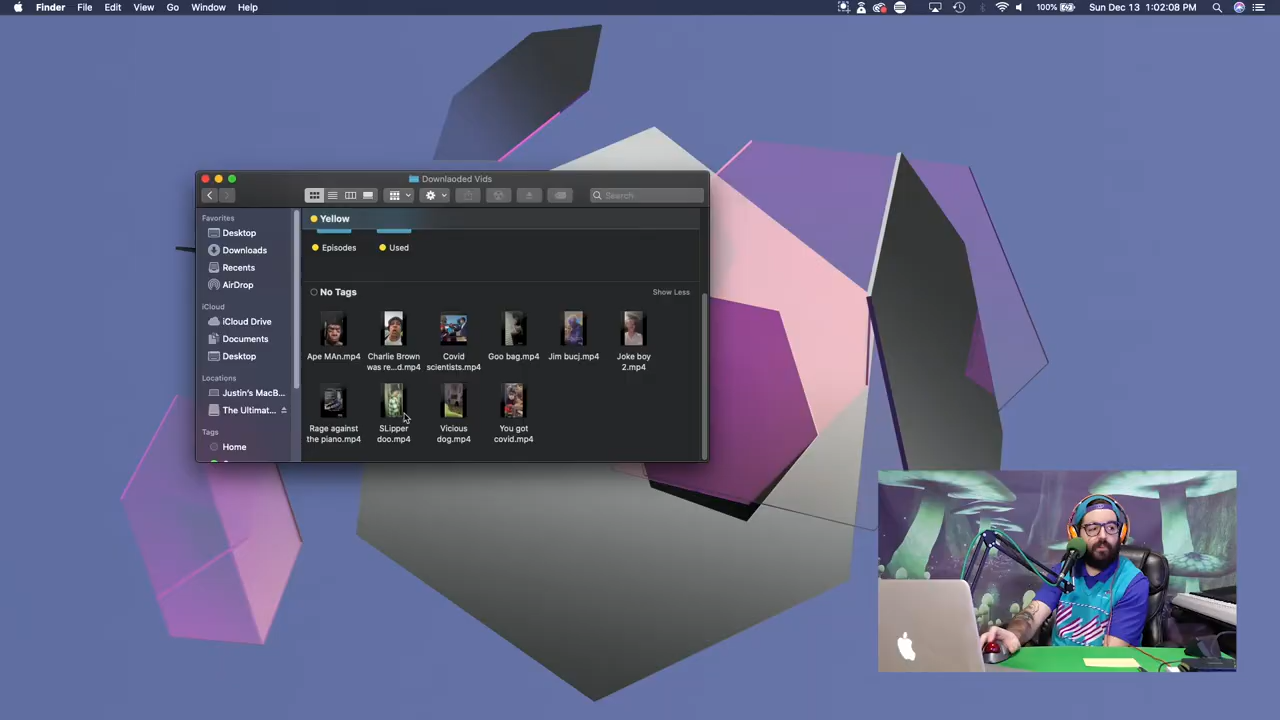 Finder File Edit View Go Window Help
100% Sun Dec 13 1:02:08 PM
Downlaoded Vids
Search
Favorites
Desktop
Downloads
Recents
AirDrop
iCloud
iCloud Drive
Documents
Desktop
Locations
Justin's MacB...
The Ultimat...
Tags
Home
Yellow
Episodes
Used
No Tags
Show Less
Ape MAn.mp4
Charlie Brown
was re...d.mp4
Covid
scientists.mp4
Goo bag.mp4
Jim bucj.mp4
Joke boy
2.mp4
Rage against
the piano.mp4
SLipper
doo.mp4
Vicious
dog.mp4
You got
covid.mp4